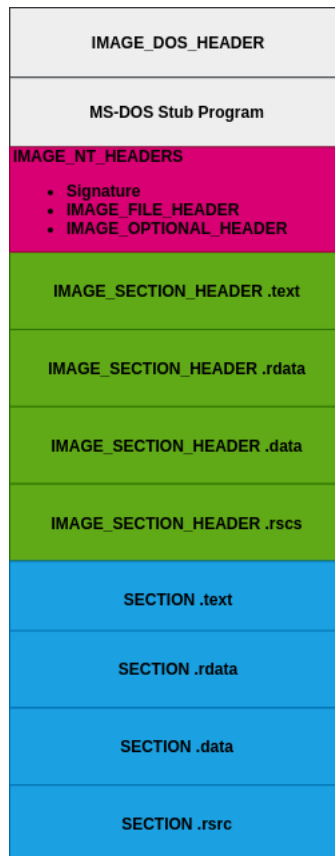 IMAGE_DOS_HEADER
MS-DOS Stub Program
IMAGE_NT_HEADERS
• Signature
• IMAGE_FILE_HEADER
• IMAGE_OPTIONAL_HEADER
IMAGE_SECTION_HEADER .text
IMAGE_SECTION_HEADER .rdata
IMAGE_SECTION_HEADER .data
IMAGE_SECTION_HEADER .rscs
SECTION .text
SECTION .rdata
SECTION .data
SECTION .rsrc